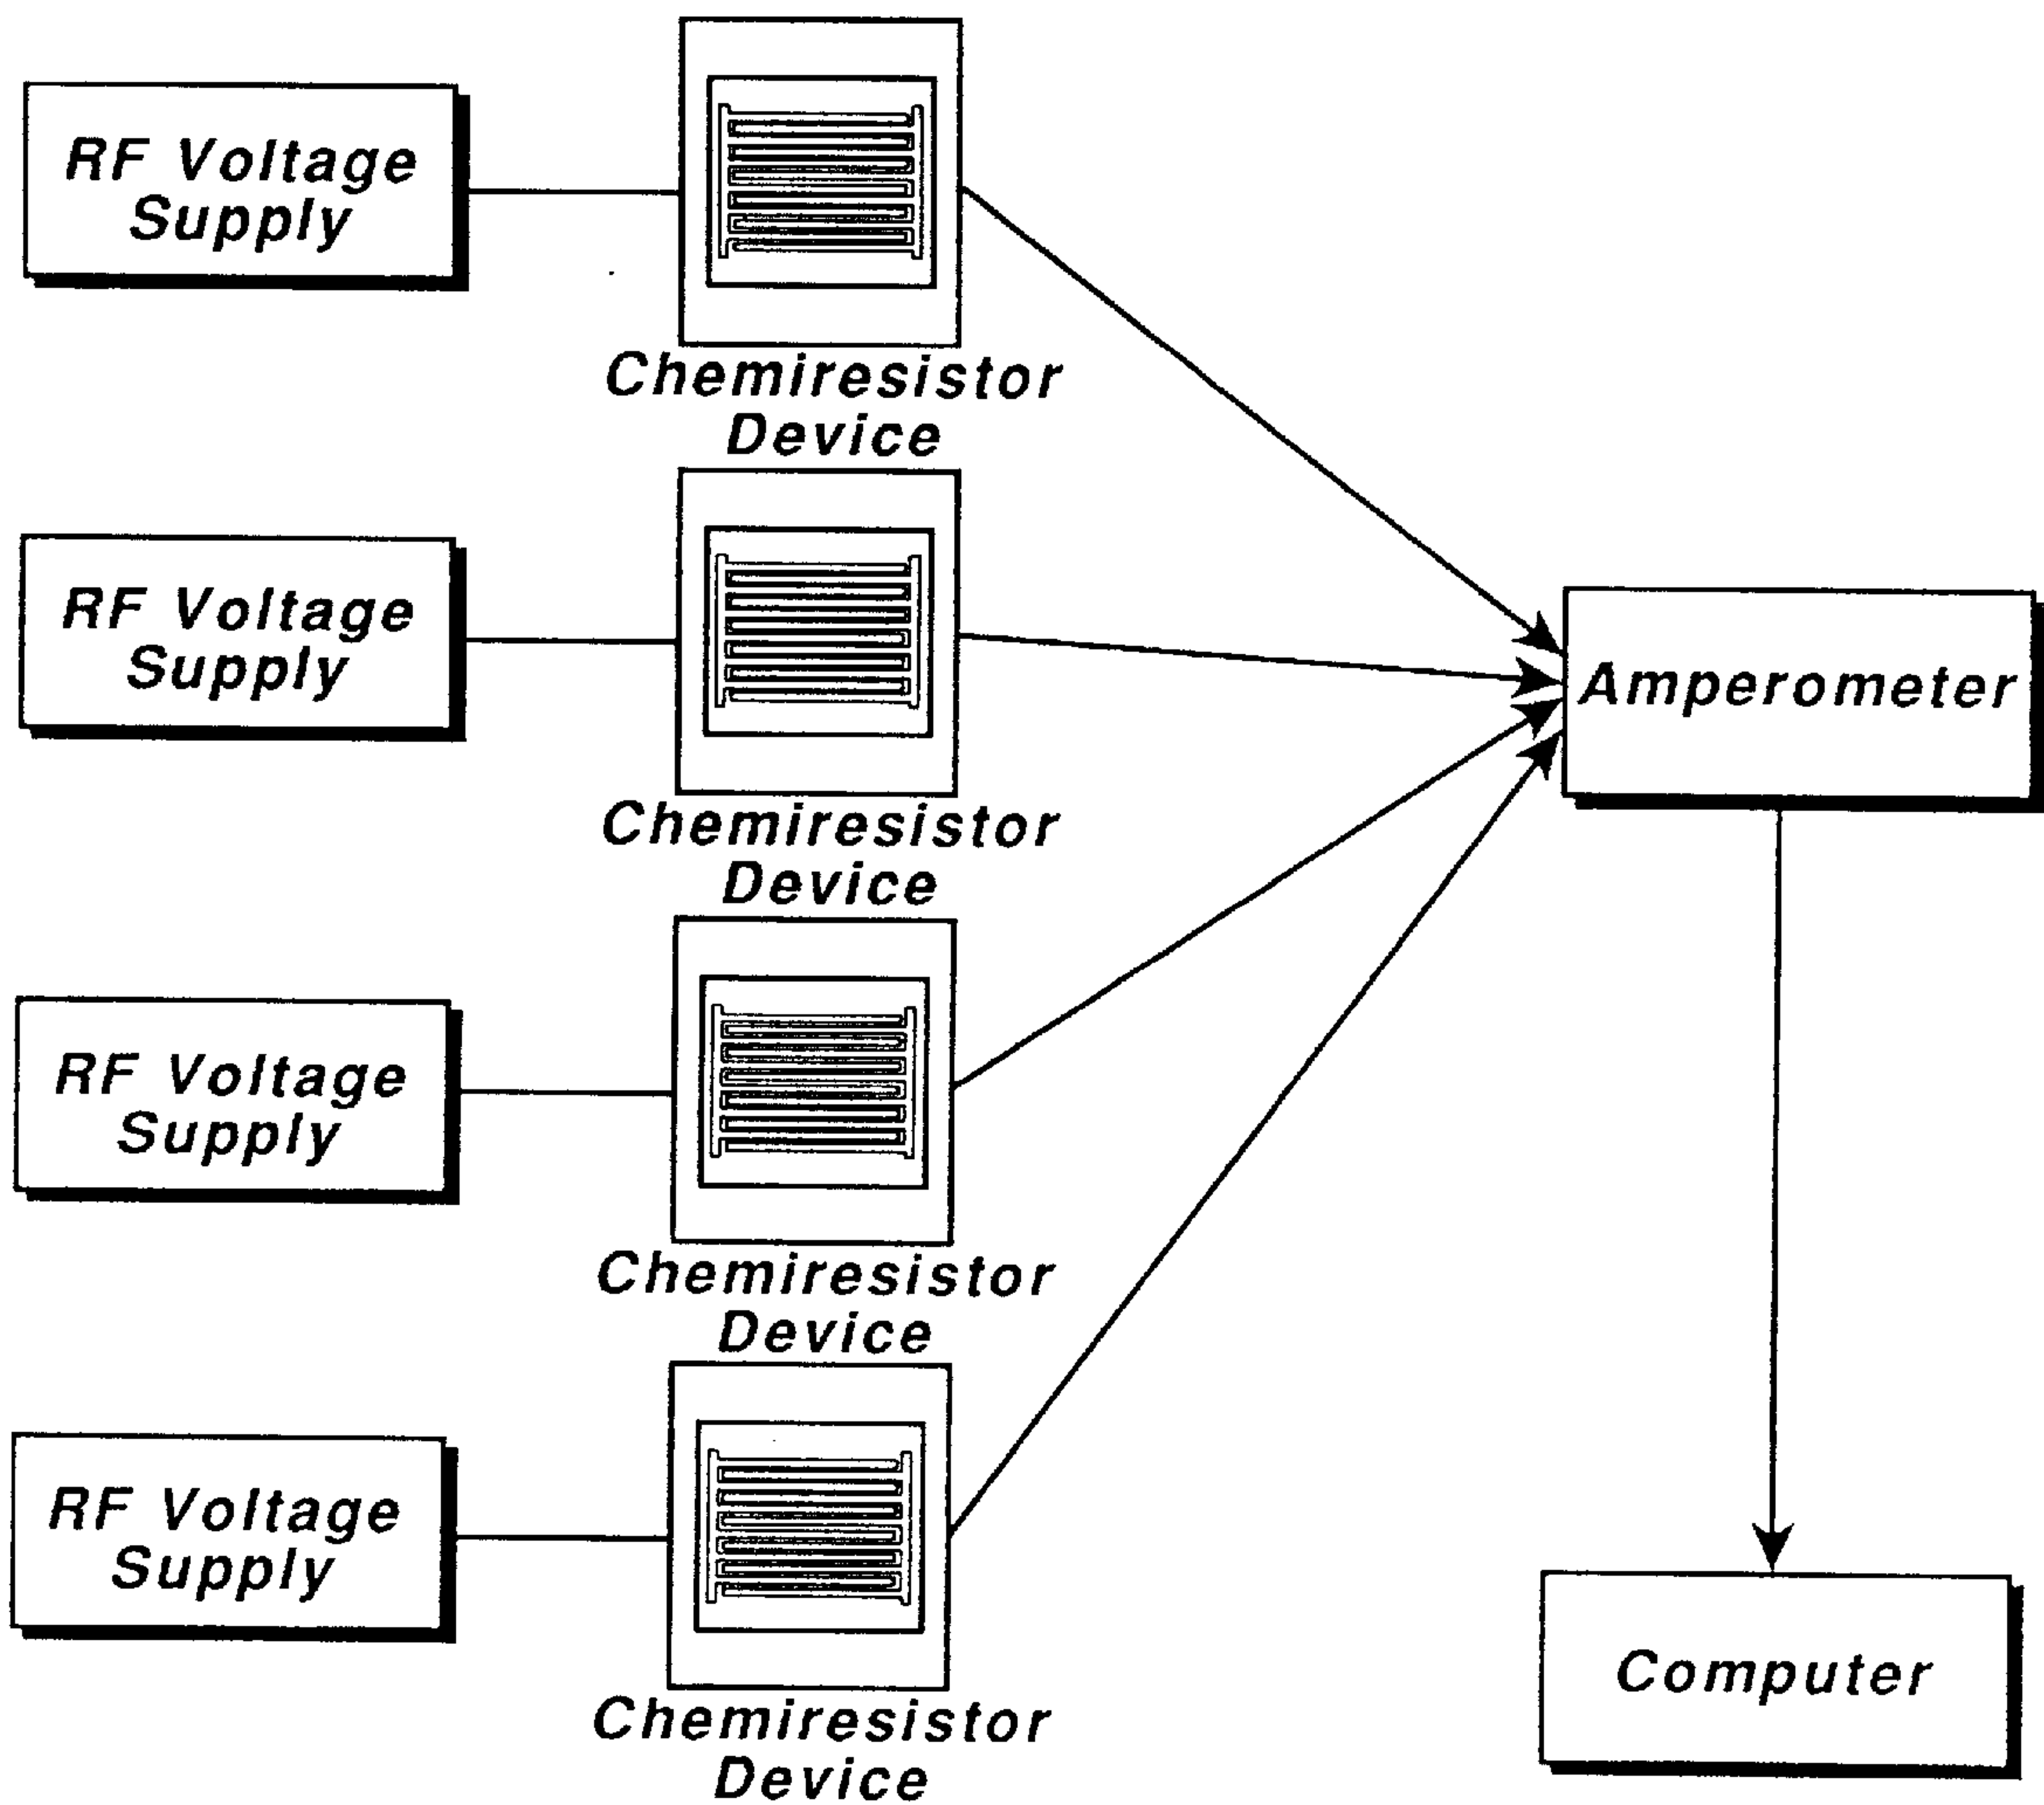 RF Voltage
Supply
Chemiresistor
Device
RF Voltage
Supply
Chemiresistor
Device
Amperometer
RF Voltage
Supply
Chemiresistor
Device
RF Voltage
Supply
Chemiresistor
Device
Computer